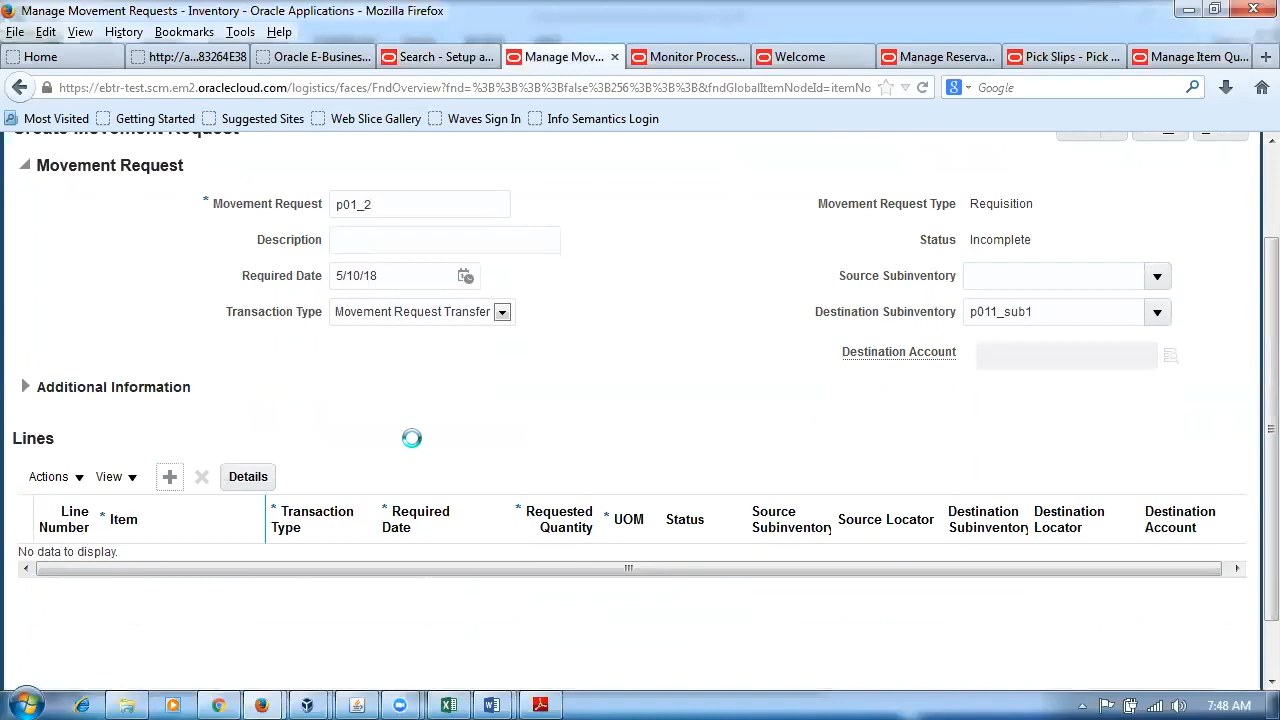 Manage Movement Requests - Inventory - Oracle Applications - Mozilla Firefox
File Edit View History Bookmarks Tools Help
Home http://a...83264E38 Oracle E-Business... Search - Setup a... Manage Mov... Monitor Process... Welcome Manage Reserva... Pick Slips - Pick ... Manage Item Qu...
https://ebtr-test.scm.en2.oraclecloud.com/logistics/faces/FndOverview?fnd=%3B%3B%3B%3Bfalse%3B256%3B%3B%3B&fndGlobalItemNodeId=itemNo Google
Most Visited Getting Started Suggested Sites Web Slice Gallery Waves Sign In Info Semantics Login
Create Movement Request
Movement Request
* Movement Request p01_2 Movement Request Type Requisition
Description Status Incomplete
Required Date 5/10/18 Source Subinventory
Transaction Type Movement Request Transfer Destination Subinventory p011_sub1
Destination Account
Additional Information
Lines
Actions View Details
Line Number * Item * Transaction Type * Required Date * Requested Quantity * UOM Status Source Subinventory Source Locator Destination Subinventory Destination Locator Destination Account
No data to display.
7:48 AM